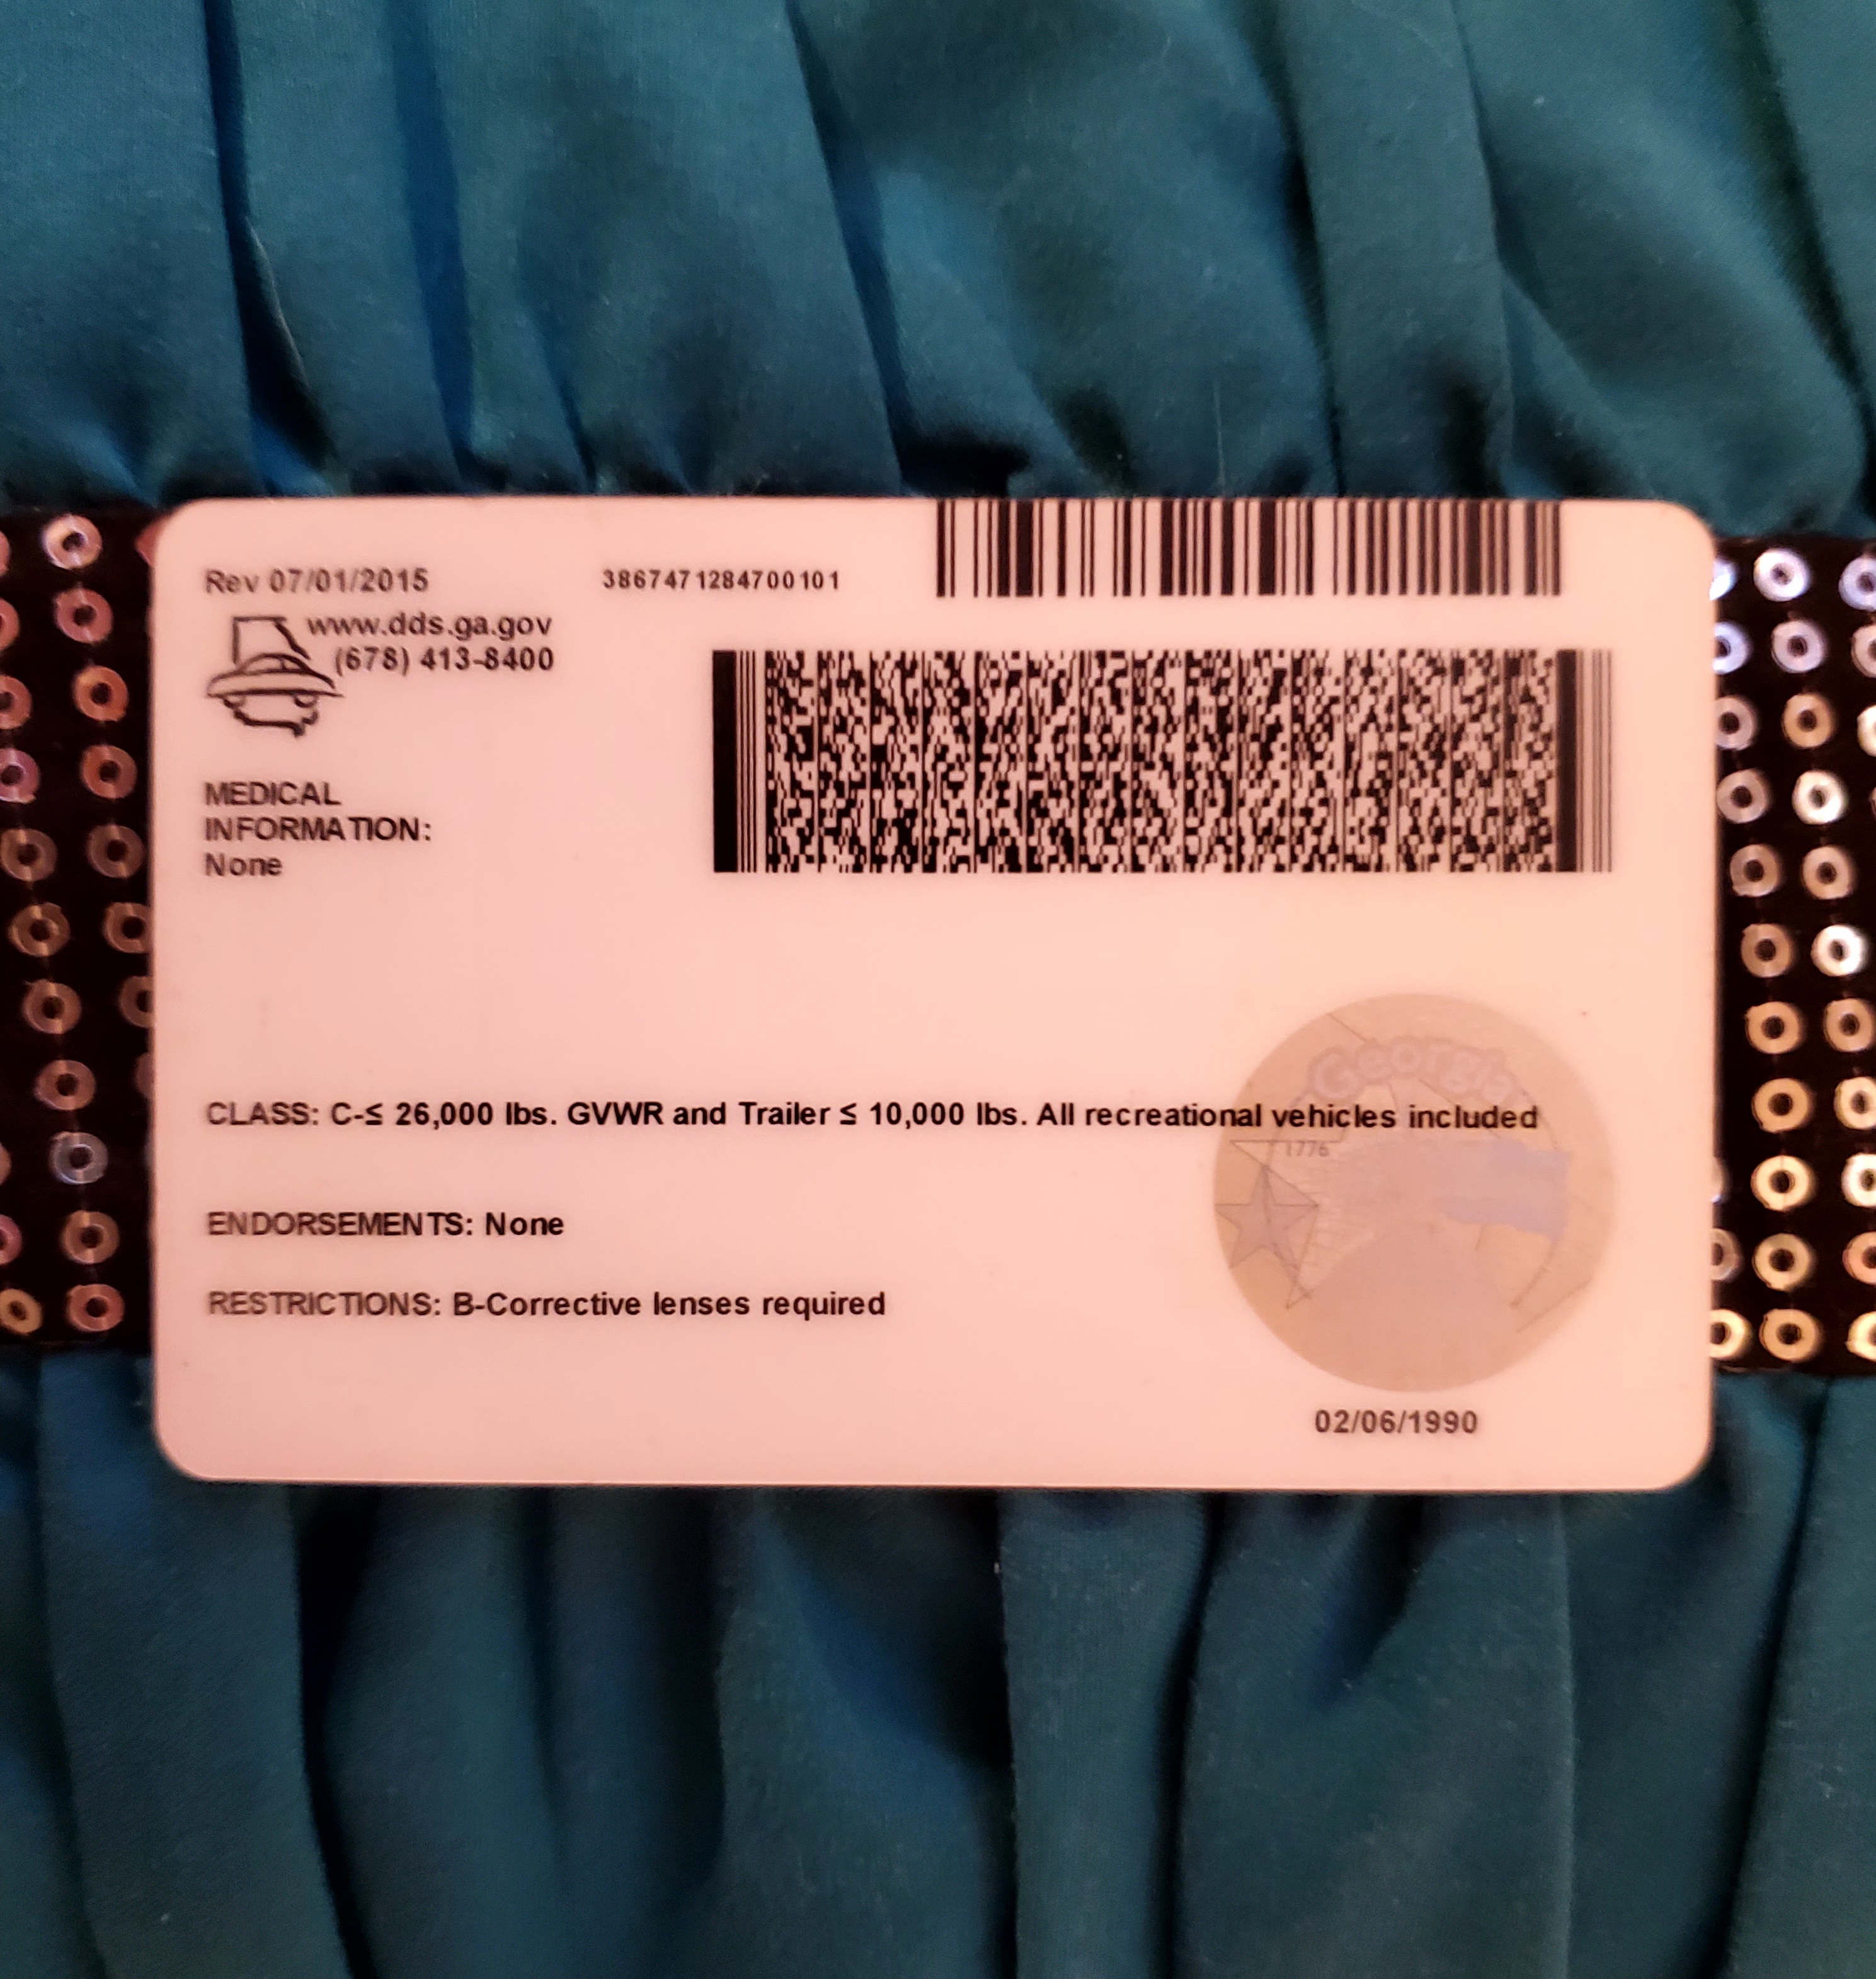 Rev 07/01/2015
3867471284700101
www.dds.ga.gov
(678) 413-8400
MEDICAL
INFORMATION:
None
Georgia
CLASS: C-≤ 26,000 lbs. GVWR and Trailer ≤ 10,000 lbs. All recreational vehicles included
1776
ENDORSEMENTS: None
RESTRICTIONS: B-Corrective lenses required
02/06/1990